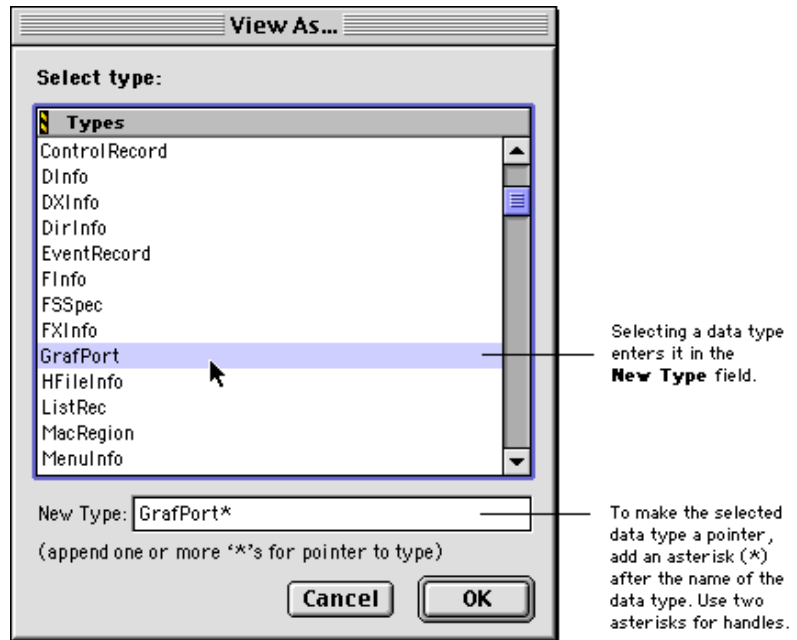 View As...
Select type:
Types
ControlRecord
DInfo
DXInfo
DirInfo
EventRecord
FInfo
FSSpec
FXInfo
GrafPort
HFileInfo
ListRec
MacRegion
MenuInfo
Selecting a data type
enters it in the
New Type field.
New Type: GrafPort*
(append one or more ‘*’s for pointer to type)
Cancel
OK
To make the selected
data type a pointer,
add an asterisk (*)
after the name of the
data type. Use two
asterisks for handles.